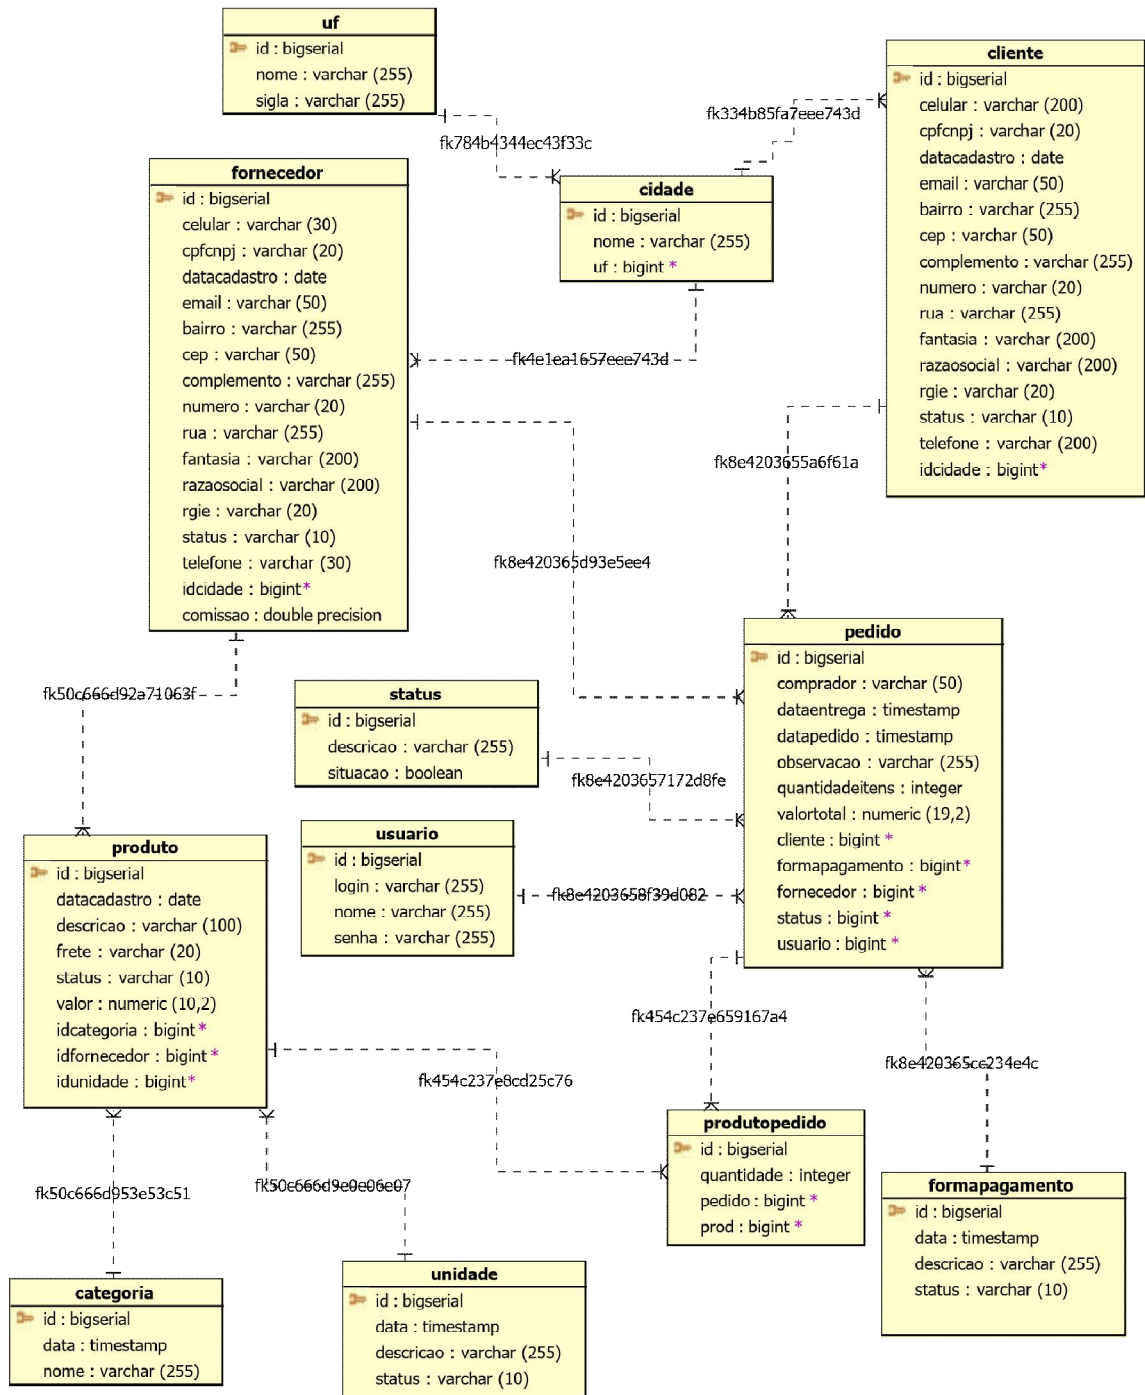 uf
id : bigserial
nome : varchar (255)
sigla : varchar (255)
fk784b4344ec43f33c
cliente
id : bigserial
celular : varchar (200)
cpfcnpj : varchar (20)
datacadastro : date
email : varchar (50)
bairro : varchar (255)
cep : varchar (50)
complemento : varchar (255)
numero : varchar (20)
rua : varchar (255)
fantasia : varchar (200)
razaosocial : varchar (200)
rgie : varchar (20)
status : varchar (10)
telefone : varchar (200)
idcidade : bigint*
fk334b85fa7eee743d
cidade
id : bigserial
nome : varchar (255)
uf : bigint *
fornecedor
id : bigserial
celular : varchar (30)
cpfcnpj : varchar (20)
datacadastro : date
email : varchar (50)
bairro : varchar (255)
cep : varchar (50)
complemento : varchar (255)
numero : varchar (20)
rua : varchar (255)
fantasia : varchar (200)
razaosocial : varchar (200)
rgie : varchar (20)
status : varchar (10)
telefone : varchar (30)
idcidade : bigint*
comissao : double precision
fk4e1ea1657eee743d
fk8e4203655a6f61a
fk8e420365d93e5ee4
fk50c666d92a71063f
pedido
id : bigserial
comprador : varchar (50)
dataentrega : timestamp
datapedido : timestamp
observacao : varchar (255)
quantidadeitens : integer
valortotal : numeric (19,2)
cliente : bigint *
formapagamento : bigint*
fornecedor : bigint *
status : bigint *
usuario : bigint *
status
id : bigserial
descricao : varchar (255)
situacao : boolean
fk8e4203657172d8fe
usuario
id : bigserial
login : varchar (255)
nome : varchar (255)
senha : varchar (255)
fk8e4203658f39d082
produto
id : bigserial
datacadastro : date
descricao : varchar (100)
frete : varchar (20)
status : varchar (10)
valor : numeric (10,2)
idcategoria : bigint*
idfornecedor : bigint *
idunidade : bigint*
fk454c237e659167a4
fk454c237e8cd25c76
fk8e420365cc234e4c
produtopedido
id : bigserial
quantidade : integer
pedido : bigint *
prod : bigint *
formapagamento
id : bigserial
data : timestamp
descricao : varchar (255)
status : varchar (10)
fk50c666d953e53c51
fk50c666d9e0e06e07
categoria
id : bigserial
data : timestamp
nome : varchar (255)
unidade
id : bigserial
data : timestamp
descricao : varchar (255)
status : varchar (10)